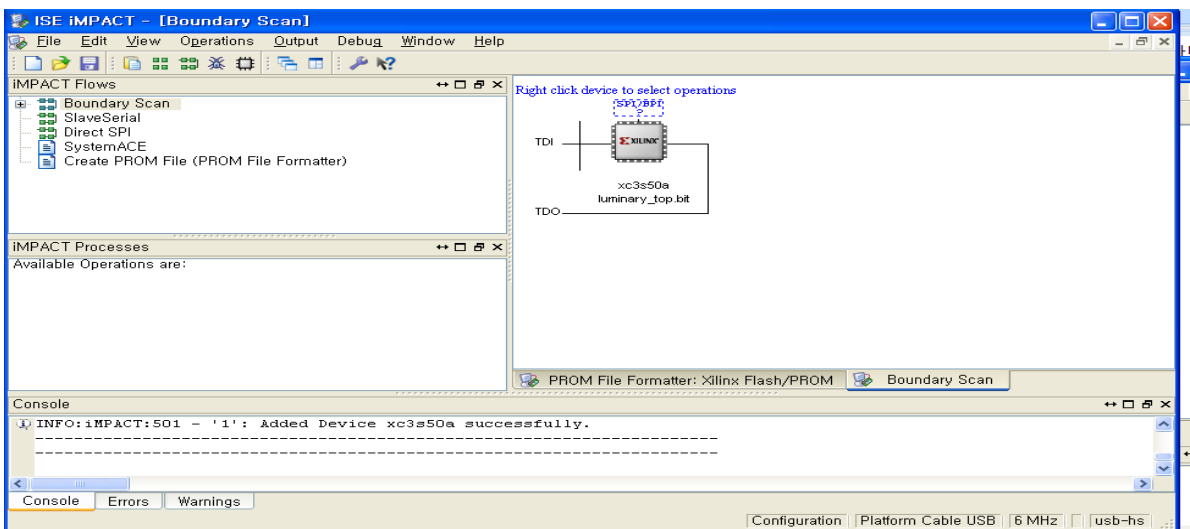 ISE iMPACT - [Boundary Scan]
File Edit View Operations Output Debug Window Help
iMPACT Flows
Boundary Scan
SlaveSerial
Direct SPI
SystemACE
Create PROM File (PROM File Formatter)
iMPACT Processes
Available Operations are:
Right click device to select operations
SPI/BPI
?
TDI
XILINX
xc3s50a
luminary_top.bit
TDO
PROM File Formatter: Xilinx Flash/PROM Boundary Scan
Console
INFO:iMPACT:501 - '1': Added Device xc3s50a successfully.
----------------------------------------------------------------------
----------------------------------------------------------------------
Console Errors Warnings
Configuration Platform Cable USB 6 MHz usb-hs